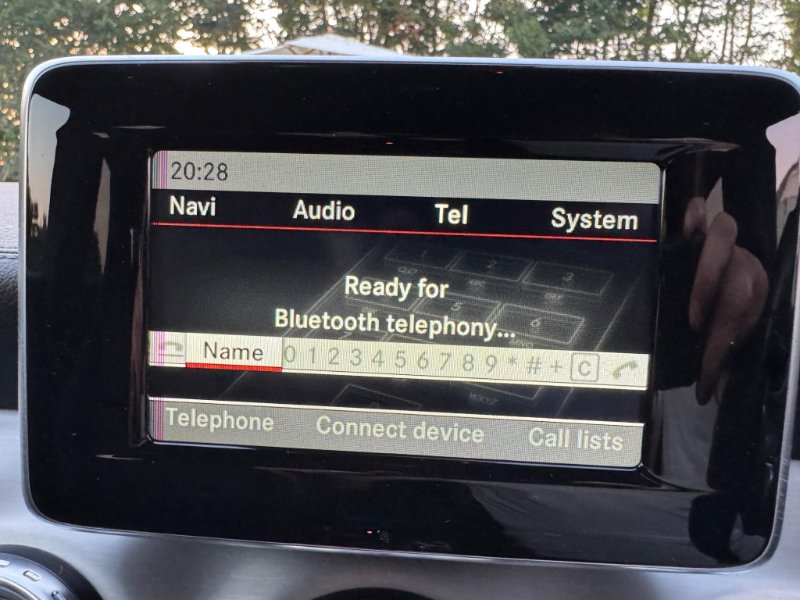 20:28
Navi Audio Tel System
Ready for
Bluetooth telephony...
Name 0 1 2 3 4 5 6 7 8 9 * # + C
Telephone Connect device Call lists